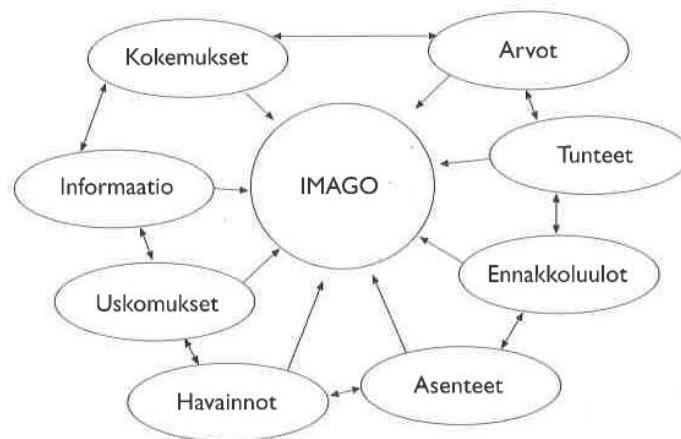 Kokemukset
Arvot
Informaatio
IMAGO
Tunteet
Uskomukset
Ennakkoluulot
Havainnot
Asenteet